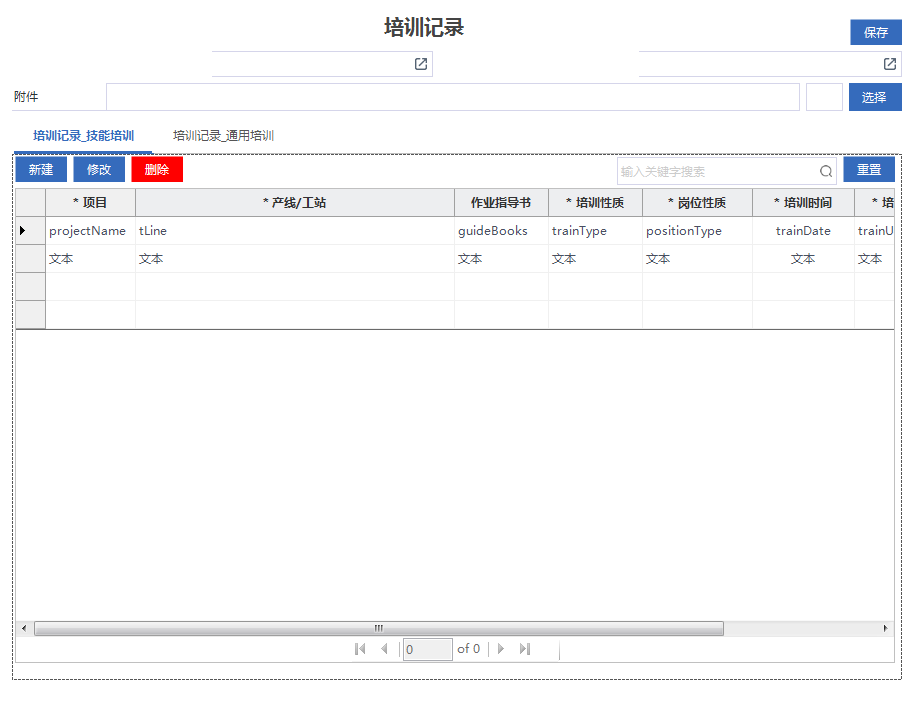 培训记录
保存
附件
选择
培训记录_技能培训 培训记录_通用培训
新建 修改 删除 输入关键字搜索 重置
* 项目 * 产线/工站 作业指导书 * 培训性质 * 岗位性质 * 培训时间 * 培
projectName tLine guideBooks trainType positionType trainDate trainU
文本 文本 文本 文本 文本 文本 文本
0 of 0